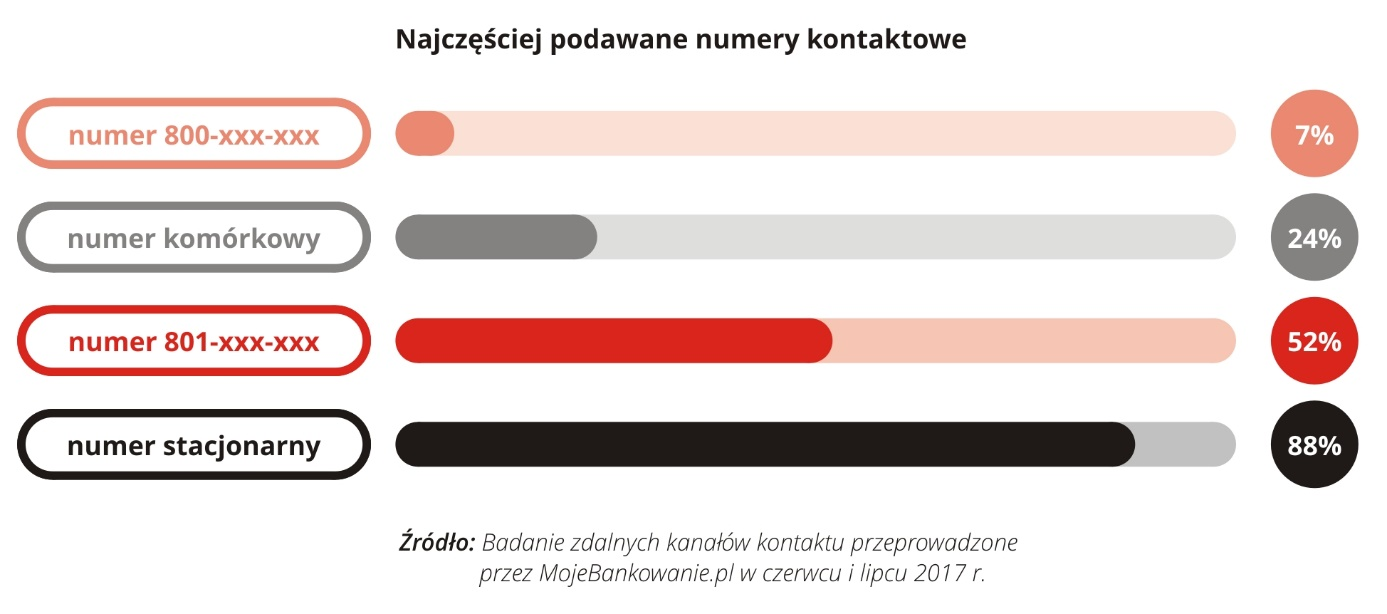 Najczęściej podawane numery kontaktowe
numer 800-xxx-xxx
7%
numer komórkowy
24%
numer 801-xxx-xxx
52%
numer stacjonarny
88%
Źródło: Badanie zdalnych kanałów kontaktu przeprowadzone
przez MojeBankowanie.pl w czerwcu i lipcu 2017 r.